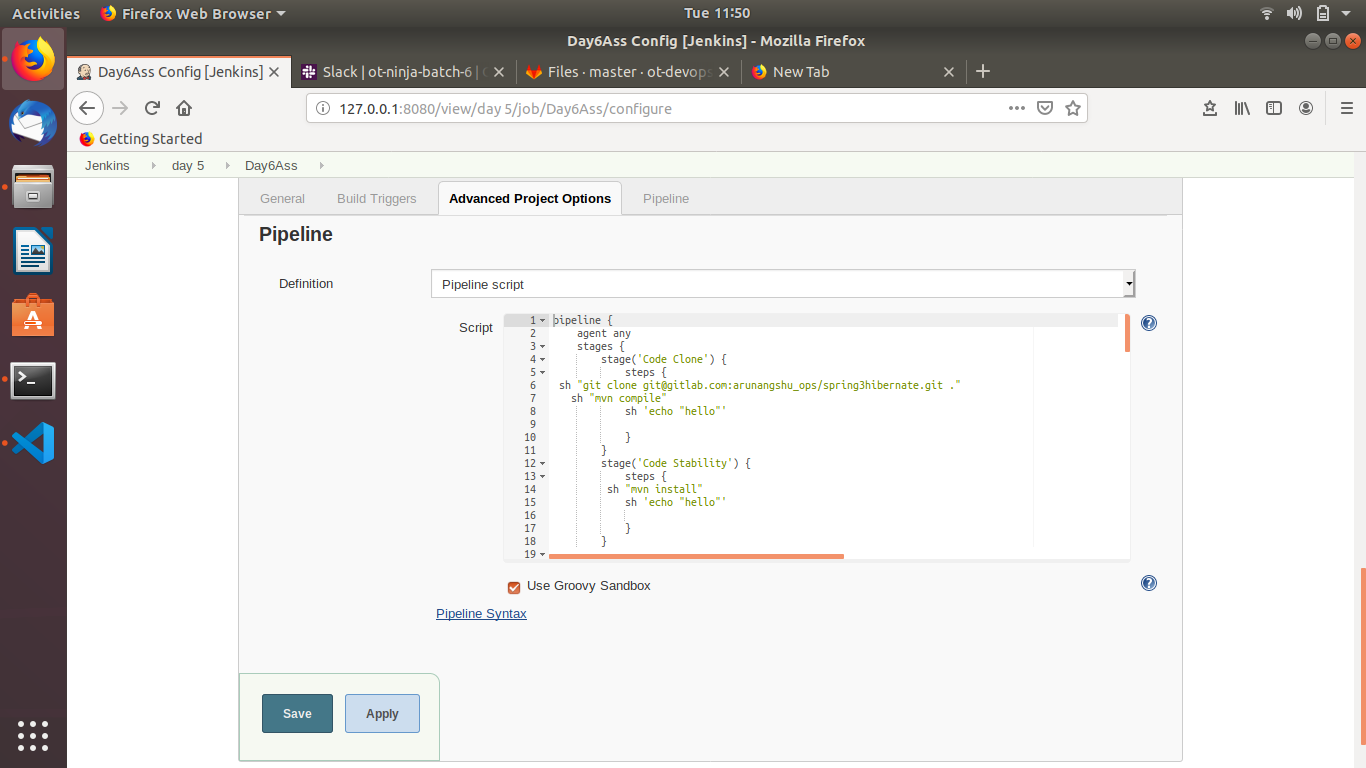 Activities Firefox Web Browser Tue 11:50
Day6Ass Config [Jenkins] - Mozilla Firefox
Day6Ass Config [Jenkins] Slack | ot-ninja-batch-6 | Files · master · ot-devops New Tab
127.0.0.1:8080/view/day 5/job/Day6Ass/configure
Getting Started
Jenkins day 5 Day6Ass
General Build Triggers Advanced Project Options Pipeline
Pipeline
Definition Pipeline script
Script
1 pipeline {
2 agent any
3 stages {
4 stage('Code Clone') {
5 steps {
6 sh "git clone git@gitlab.com:arunangshu_ops/spring3hibernate.git ."
7 sh "mvn compile"
8 sh 'echo "hello"'
9
10 }
11 }
12 stage('Code Stability') {
13 steps {
14 sh "mvn install"
15 sh 'echo "hello"'
16
17 }
18 }
19
Use Groovy Sandbox
Pipeline Syntax
Save Apply